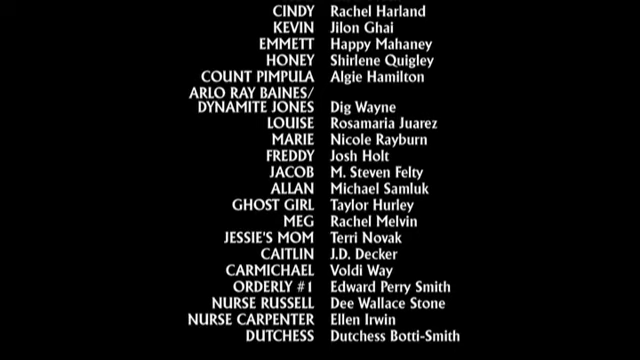 CINDY Rachel Harland
KEVIN Jilon Ghai
EMMETT Happy Mahaney
HONEY Shirlene Quigley
COUNT PIMPULA Algie Hamilton
ARLO RAY BAINES/
DYNAMITE JONES Dig Wayne
LOUISE Rosamaria Juarez
MARIE Nicole Rayburn
FREDDY Josh Holt
JACOB M. Steven Felty
ALLAN Michael Samluk
GHOST GIRL Taylor Hurley
MEG Rachel Melvin
JESSIE'S MOM Terri Novak
CAITLIN J.D. Decker
CARMICHAEL Voldi Way
ORDERLY #1 Edward Perry Smith
NURSE RUSSELL Dee Wallace Stone
NURSE CARPENTER Ellen Irwin
DUTCHESS Dutchess Botti-Smith